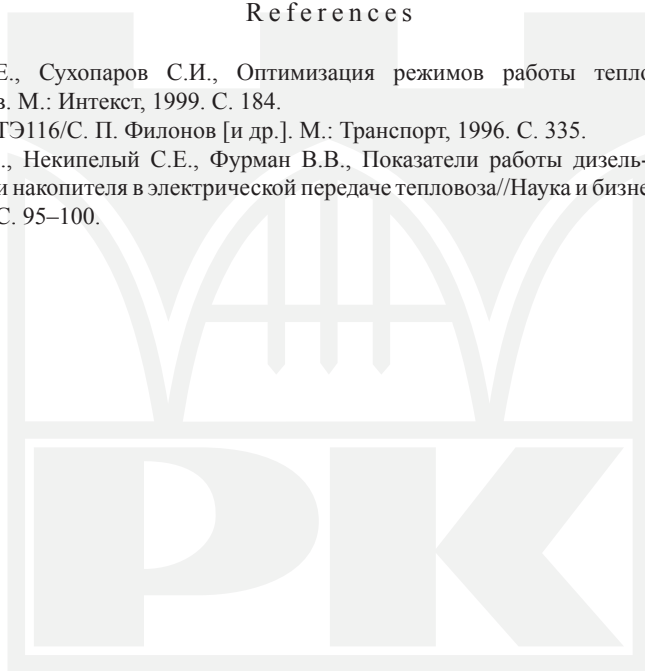 References
Е., Сухопаров С.И., Оптимизация режимов работы тепло
в. М.: Интекст, 1999. С. 184.
ТЭ116/С. П. Филонов [и др.]. М.: Транспорт, 1996. С. 335.
., Некипелый С.Е., Фурман В.В., Показатели работы дизель-
и накопителя в электрической передаче тепловоза//Наука и бизне
С. 95–100.
PK